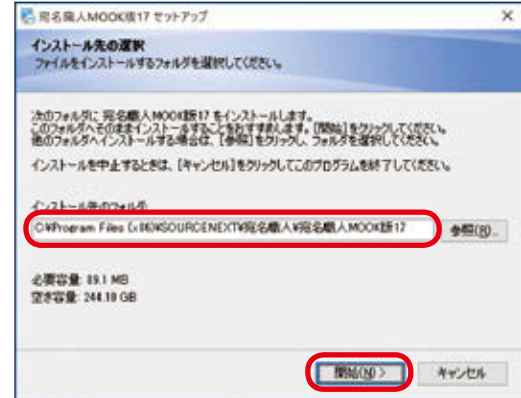 宛名職人MOOK版17 セットアップ
インストール先の選択
ファイルをインストールするフォルダを選択してください。
次のフォルダに 宛名職人MOOK版17 をインストールします。
このフォルダへそのままインストールすることをおすすめします。[開始]をクリックしてください。
他のフォルダへインストールする場合は、[参照]をクリックし、フォルダを選択してください。
インストールを中止するときは、[キャンセル]をクリックしてこのプログラムを終了してください。
インストール先のフォルダ
C:¥Program Files (x86)¥SOURCENEXT¥宛名職人¥宛名職人MOOK版17
参照(R)...
必要容量: 89.1 MB
空き容量: 244.19 GB
開始(N) >
キャンセル